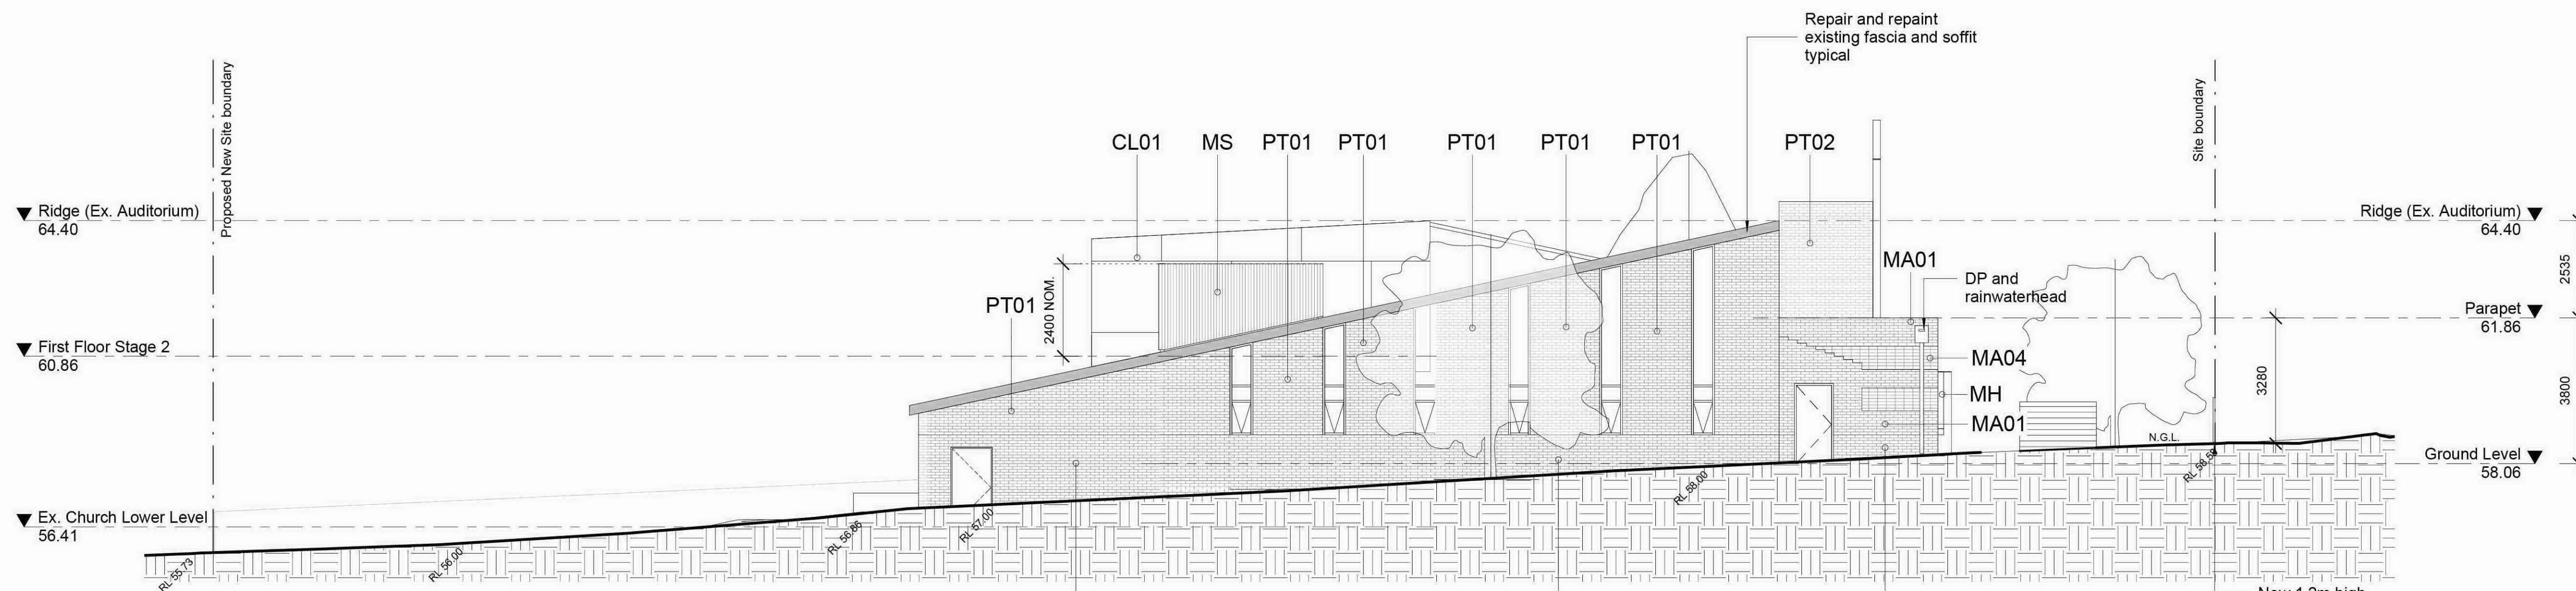 Repair and repaint
existing fascia and soffit
typical
Proposed New Site boundary
Site boundary
CL01
MS
PT01
PT01
PT01
PT01
PT01
PT02
Ridge (Ex. Auditorium)
64.40
Ridge (Ex. Auditorium)
64.40
2535
MA01
DP and
rainwaterhead
PT01
2400 NOM.
Parapet
61.86
First Floor Stage 2
60.86
MA04
MH
MA01
3280
3800
N.G.L.
Ground Level
58.06
RL 58.59
RL 58.00
RL 57.00
RL 56.86
Ex. Church Lower Level
56.41
RL 56.00
RL 55.73